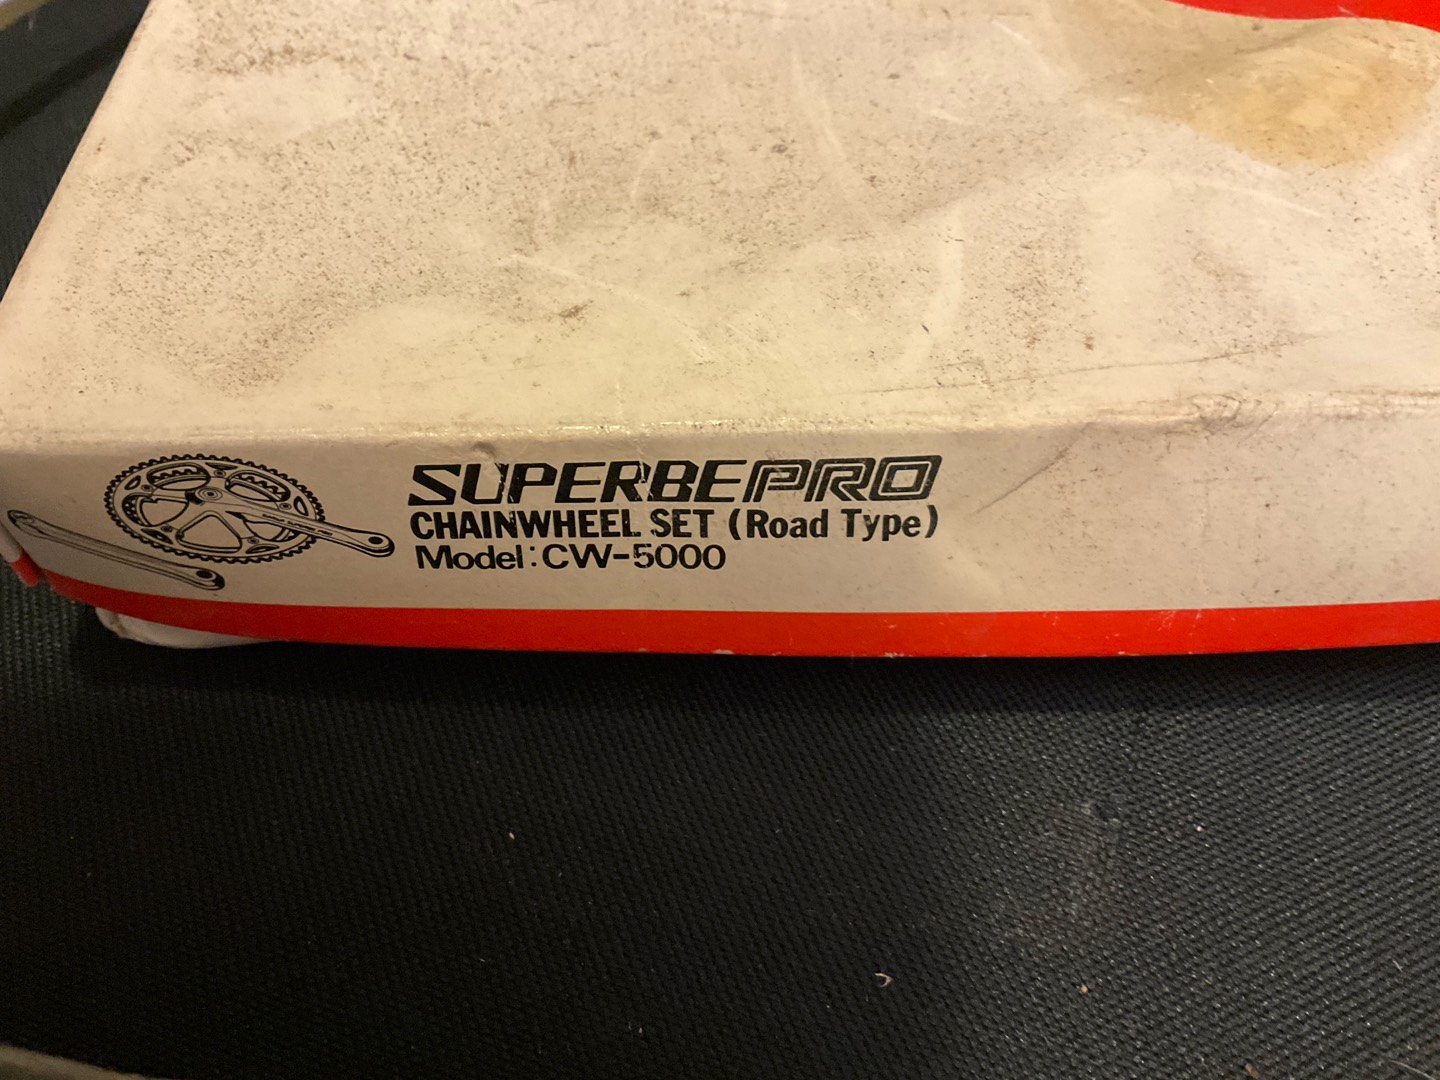 SUPERBE PRO
CHAINWHEEL SET (Road Type)
Model: CW-5000